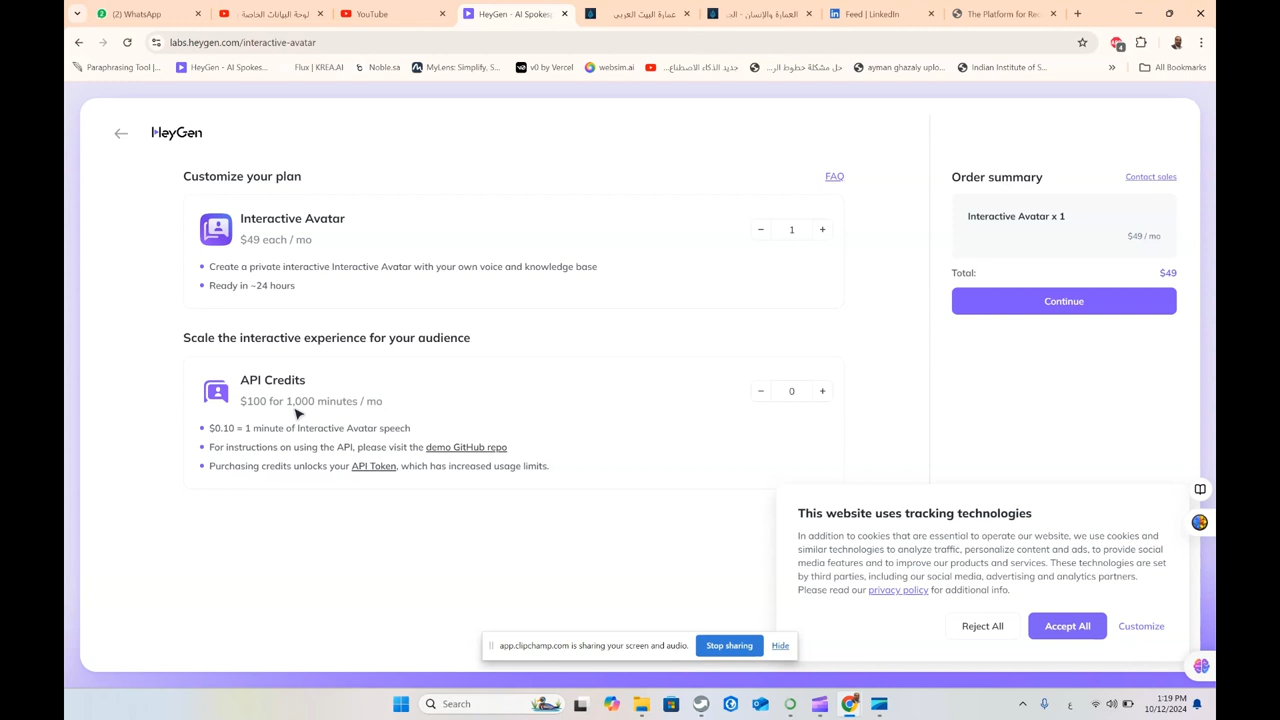 (2) WhatsApp
لوحة البيانات الخاصة
YouTube
HeyGen - AI Spokes
عمارة البيت العربي
العمارة والإنسان - الد
Feed | LinkedIn
The Platform for Rec
labs.heygen.com/interactive-avatar
4
Paraphrasing Tool |...
HeyGen - AI Spokes...
Flux | KREA.AI
Noble.sa
MyLens: Simplify, S...
v0 by Vercel
websim.ai
جديد الذكاء الاصطناع...
حل مشكلة خطوط الر...
ayman ghazaly uplo...
Indian Institute of S...
»
All Bookmarks
HeyGen
Customize your plan
FAQ
Interactive Avatar
$49 each / mo
− 1 +
Create a private interactive Interactive Avatar with your own voice and knowledge base
Ready in ~24 hours
Scale the interactive experience for your audience
API Credits
$100 for 1,000 minutes / mo
− 0 +
$0.10 = 1 minute of Interactive Avatar speech
For instructions on using the API, please visit the demo GitHub repo
Purchasing credits unlocks your API Token, which has increased usage limits.
Order summary
Contact sales
Interactive Avatar x 1
$49 / mo
Total: $49
Continue
This website uses tracking technologies
In addition to cookies that are essential to operate our website, we use cookies and
similar technologies to analyze traffic, personalize content and ads, to provide social
media features and to improve our products and services. These technologies are set
by third parties, including our social media, advertising and analytics partners.
Please read our privacy policy for additional info.
Reject All
Accept All
Customize
app.clipchamp.com is sharing your screen and audio.
Stop sharing
Hide
Search
ع
1:19 PM
10/12/2024